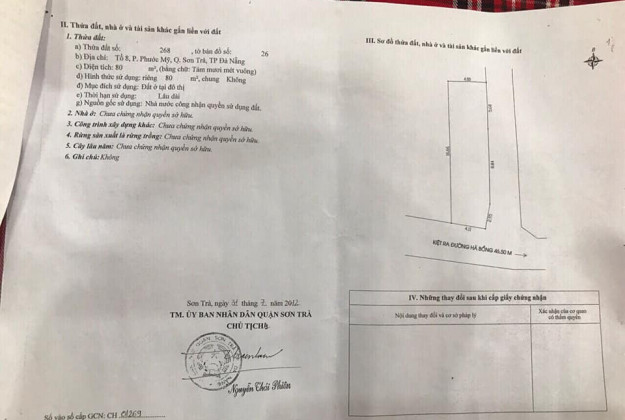 II. Thửa đất, nhà ở và tài sản khác gắn liền với đất
1. Thửa đất:
a) Thửa đất số: 268 , tờ bản đồ số: 26
b) Địa chỉ: Tổ 8, P. Phước Mỹ, Q. Sơn Trà, TP Đà Nẵng
c) Diện tích: 80 m², (bằng chữ: Tám mươi mét vuông)
d) Hình thức sử dụng: riêng 80 m², chung Không
đ) Mục đích sử dụng: Đất ở tại đô thị
e) Thời hạn sử dụng: Lâu dài
g) Nguồn gốc sử dụng: Nhà nước công nhận quyền sử dụng đất.
2. Nhà ở: Chưa chứng nhận quyền sở hữu.
3. Công trình xây dựng khác: Chưa chứng nhận quyền sở hữu.
4. Rừng sản xuất là rừng trồng: Chưa chứng nhận quyền sở hữu.
5. Cây lâu năm: Chưa chứng nhận quyền sở hữu.
6. Ghi chú: Không
Sơn Trà, ngày tháng 7 năm 2012
TM. ỦY BAN NHÂN DÂN QUẬN SƠN TRÀ
CHỦ TỊCH
Nguyễn Thái Phiên
Số vào sổ cấp GCN: CH 01269
III. Sơ đồ thửa đất, nhà ở và tài sản khác gắn liền với đất
KIỆT RA ĐƯỜNG HÀ BỔNG 46.00 M
IV. Những thay đổi sau khi cấp giấy chứng nhận
Nội dung thay đổi và cơ sở pháp lý
Xác nhận của cơ quan
có thẩm quyền